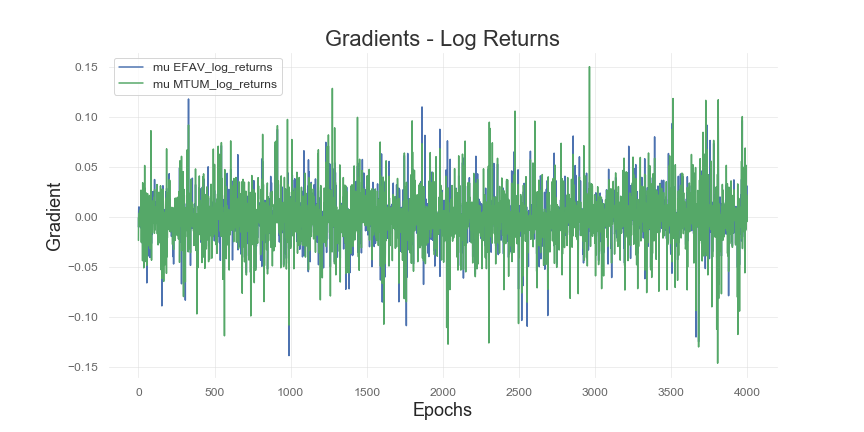 Gradients - Log Returns
mu EFAV_log_returns
mu MTUM_log_returns
0.15
0.10
0.05
0.00
−0.05
−0.10
−0.15
Gradient
0 500 1000 1500 2000 2500 3000 3500 4000
Epochs